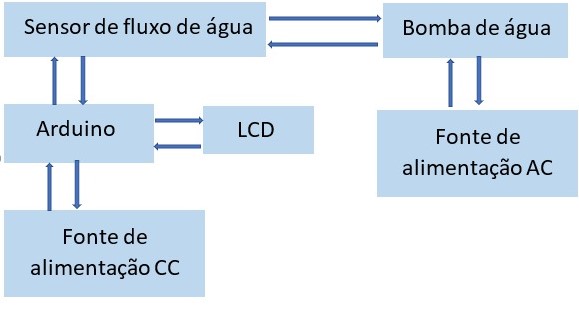 Sensor de fluxo de água
Bomba de água
Arduino
LCD
Fonte de
alimentação AC
Fonte de
alimentação CC